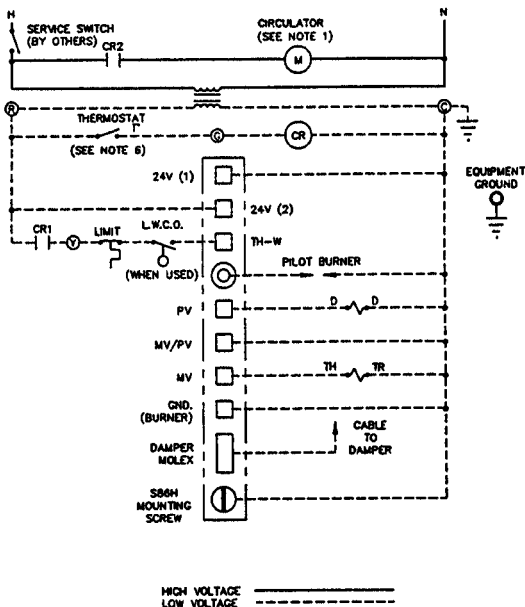 H
N
SERVICE SWITCH
(BY OTHERS)
CR2
CIRCULATOR
(SEE NOTE 1)
M
R
C
THERMOSTAT
(SEE NOTE 6)
G
CR
24V (1)
EQUIPMENT
GROUND
24V (2)
CR1
Y
LIMIT
L.W.C.O.
TH-W
(WHEN USED)
PILOT BURNER
PV
D
D
MV/PV
MV
TH
TR
GND.
(BURNER)
CABLE
TO
DAMPER
DAMPER
MOLEX
S86H
MOUNTING
SCREW
HIGH VOLTAGE
LOW VOLTAGE